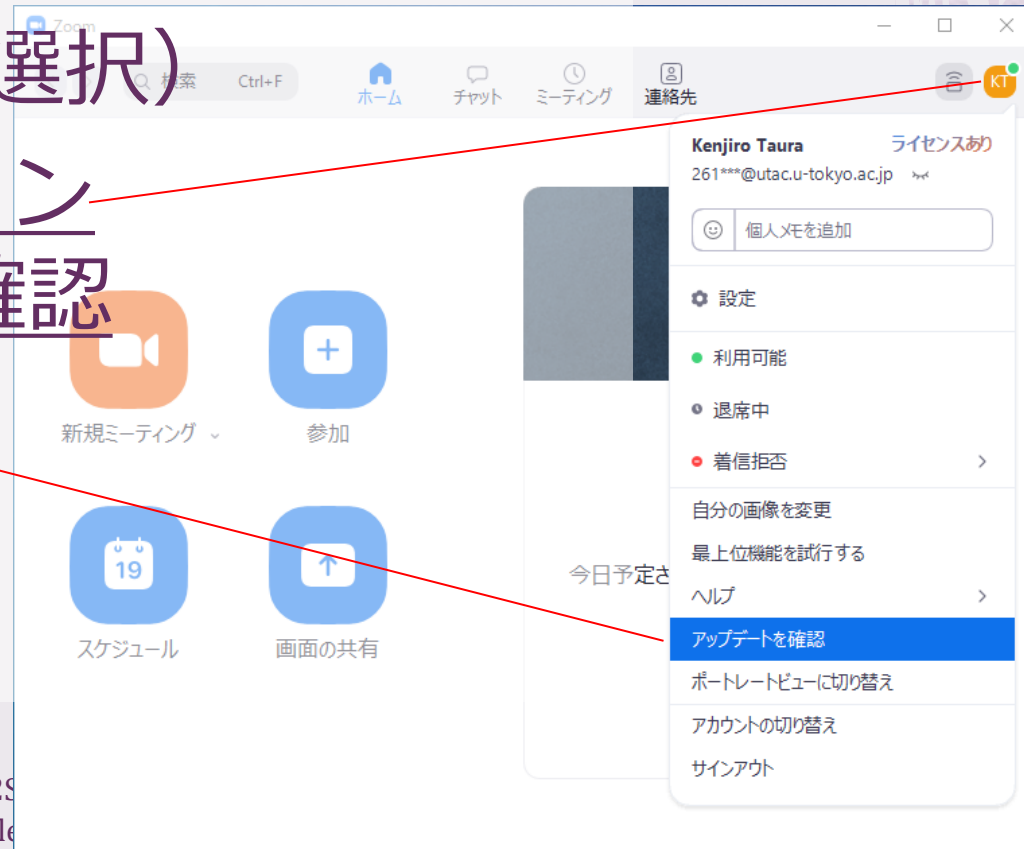 Zoom
選択）
検索 Ctrl+F
ホーム
チャット
ミーティング
連絡先
KT
ン
確認
Kenjiro Taura ライセンスあり
261***@utac.u-tokyo.ac.jp
個人メモを追加
設定
利用可能
退席中
着信拒否
自分の画像を変更
最上位機能を試行する
ヘルプ
アップデートを確認
ポートレートビューに切り替え
アカウントの切り替え
サインアウト
新規ミーティング
参加
19
スケジュール
画面の共有
今日予定さ